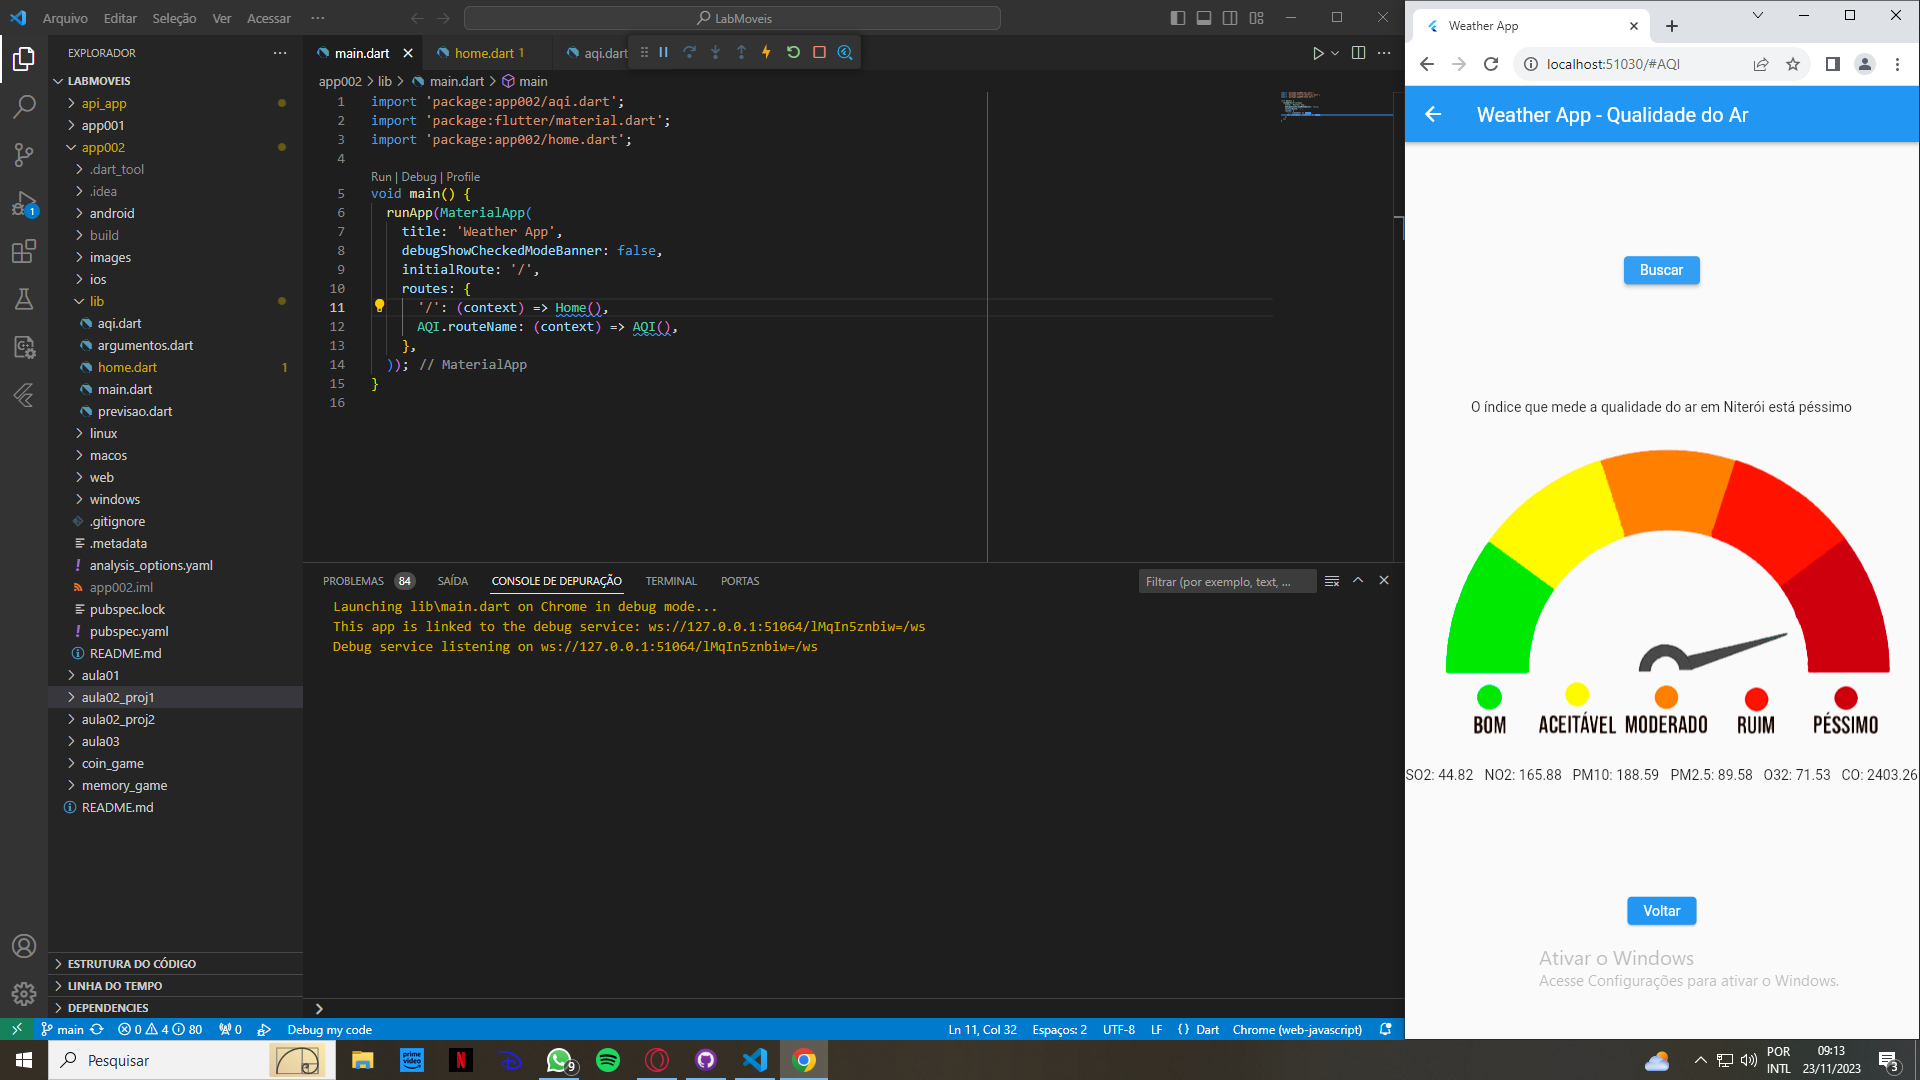 Arquivo Editar Seleção Ver Acessar ···
LabMoveis
EXPLORADOR
LABMOVEIS
api_app
app001
app002
.dart_tool
.idea
android
build
images
ios
lib
aqi.dart
argumentos.dart
home.dart 1
main.dart
previsao.dart
linux
macos
web
windows
.gitignore
.metadata
analysis_options.yaml
app002.iml
pubspec.lock
pubspec.yaml
README.md
aula01
aula02_proj1
aula02_proj2
aula03
coin_game
memory_game
README.md
ESTRUTURA DO CÓDIGO
LINHA DO TEMPO
DEPENDENCIES
1
main.dart home.dart 1 aqi.dart
app002 > lib > main.dart > main
1 import 'package:app002/aqi.dart';
2 import 'package:flutter/material.dart';
3 import 'package:app002/home.dart';
4
Run | Debug | Profile
5 void main() {
6 runApp(MaterialApp(
7 title: 'Weather App',
8 debugShowCheckedModeBanner: false,
9 initialRoute: '/',
10 routes: {
11 '/': (context) => Home(),
12 AQI.routeName: (context) => AQI(),
13 },
14 )); // MaterialApp
15 }
16
PROBLEMAS 84 SAÍDA CONSOLE DE DEPURAÇÃO TERMINAL PORTAS
Filtrar (por exemplo, text, ...
Launching lib\main.dart on Chrome in debug mode...
This app is linked to the debug service: ws://127.0.0.1:51064/lMqIn5znbiw=/ws
Debug service listening on ws://127.0.0.1:51064/lMqIn5znbiw=/ws
main 0 4 80 0 Debug my code
Ln 11, Col 32 Espaços: 2 UTF-8 LF {} Dart Chrome (web-javascript)
Weather App
localhost:51030/#AQI
Weather App - Qualidade do Ar
Buscar
O índice que mede a qualidade do ar em Niterói está péssimo
BOM ACEITÁVEL MODERADO RUIM PÉSSIMO
SO2: 44.82 NO2: 165.88 PM10: 188.59 PM2.5: 89.58 O32: 71.53 CO: 2403.26
Voltar
Ativar o Windows
Acesse Configurações para ativar o Windows.
Pesquisar
prime video
N
9
POR
INTL
09:13
23/11/2023
3